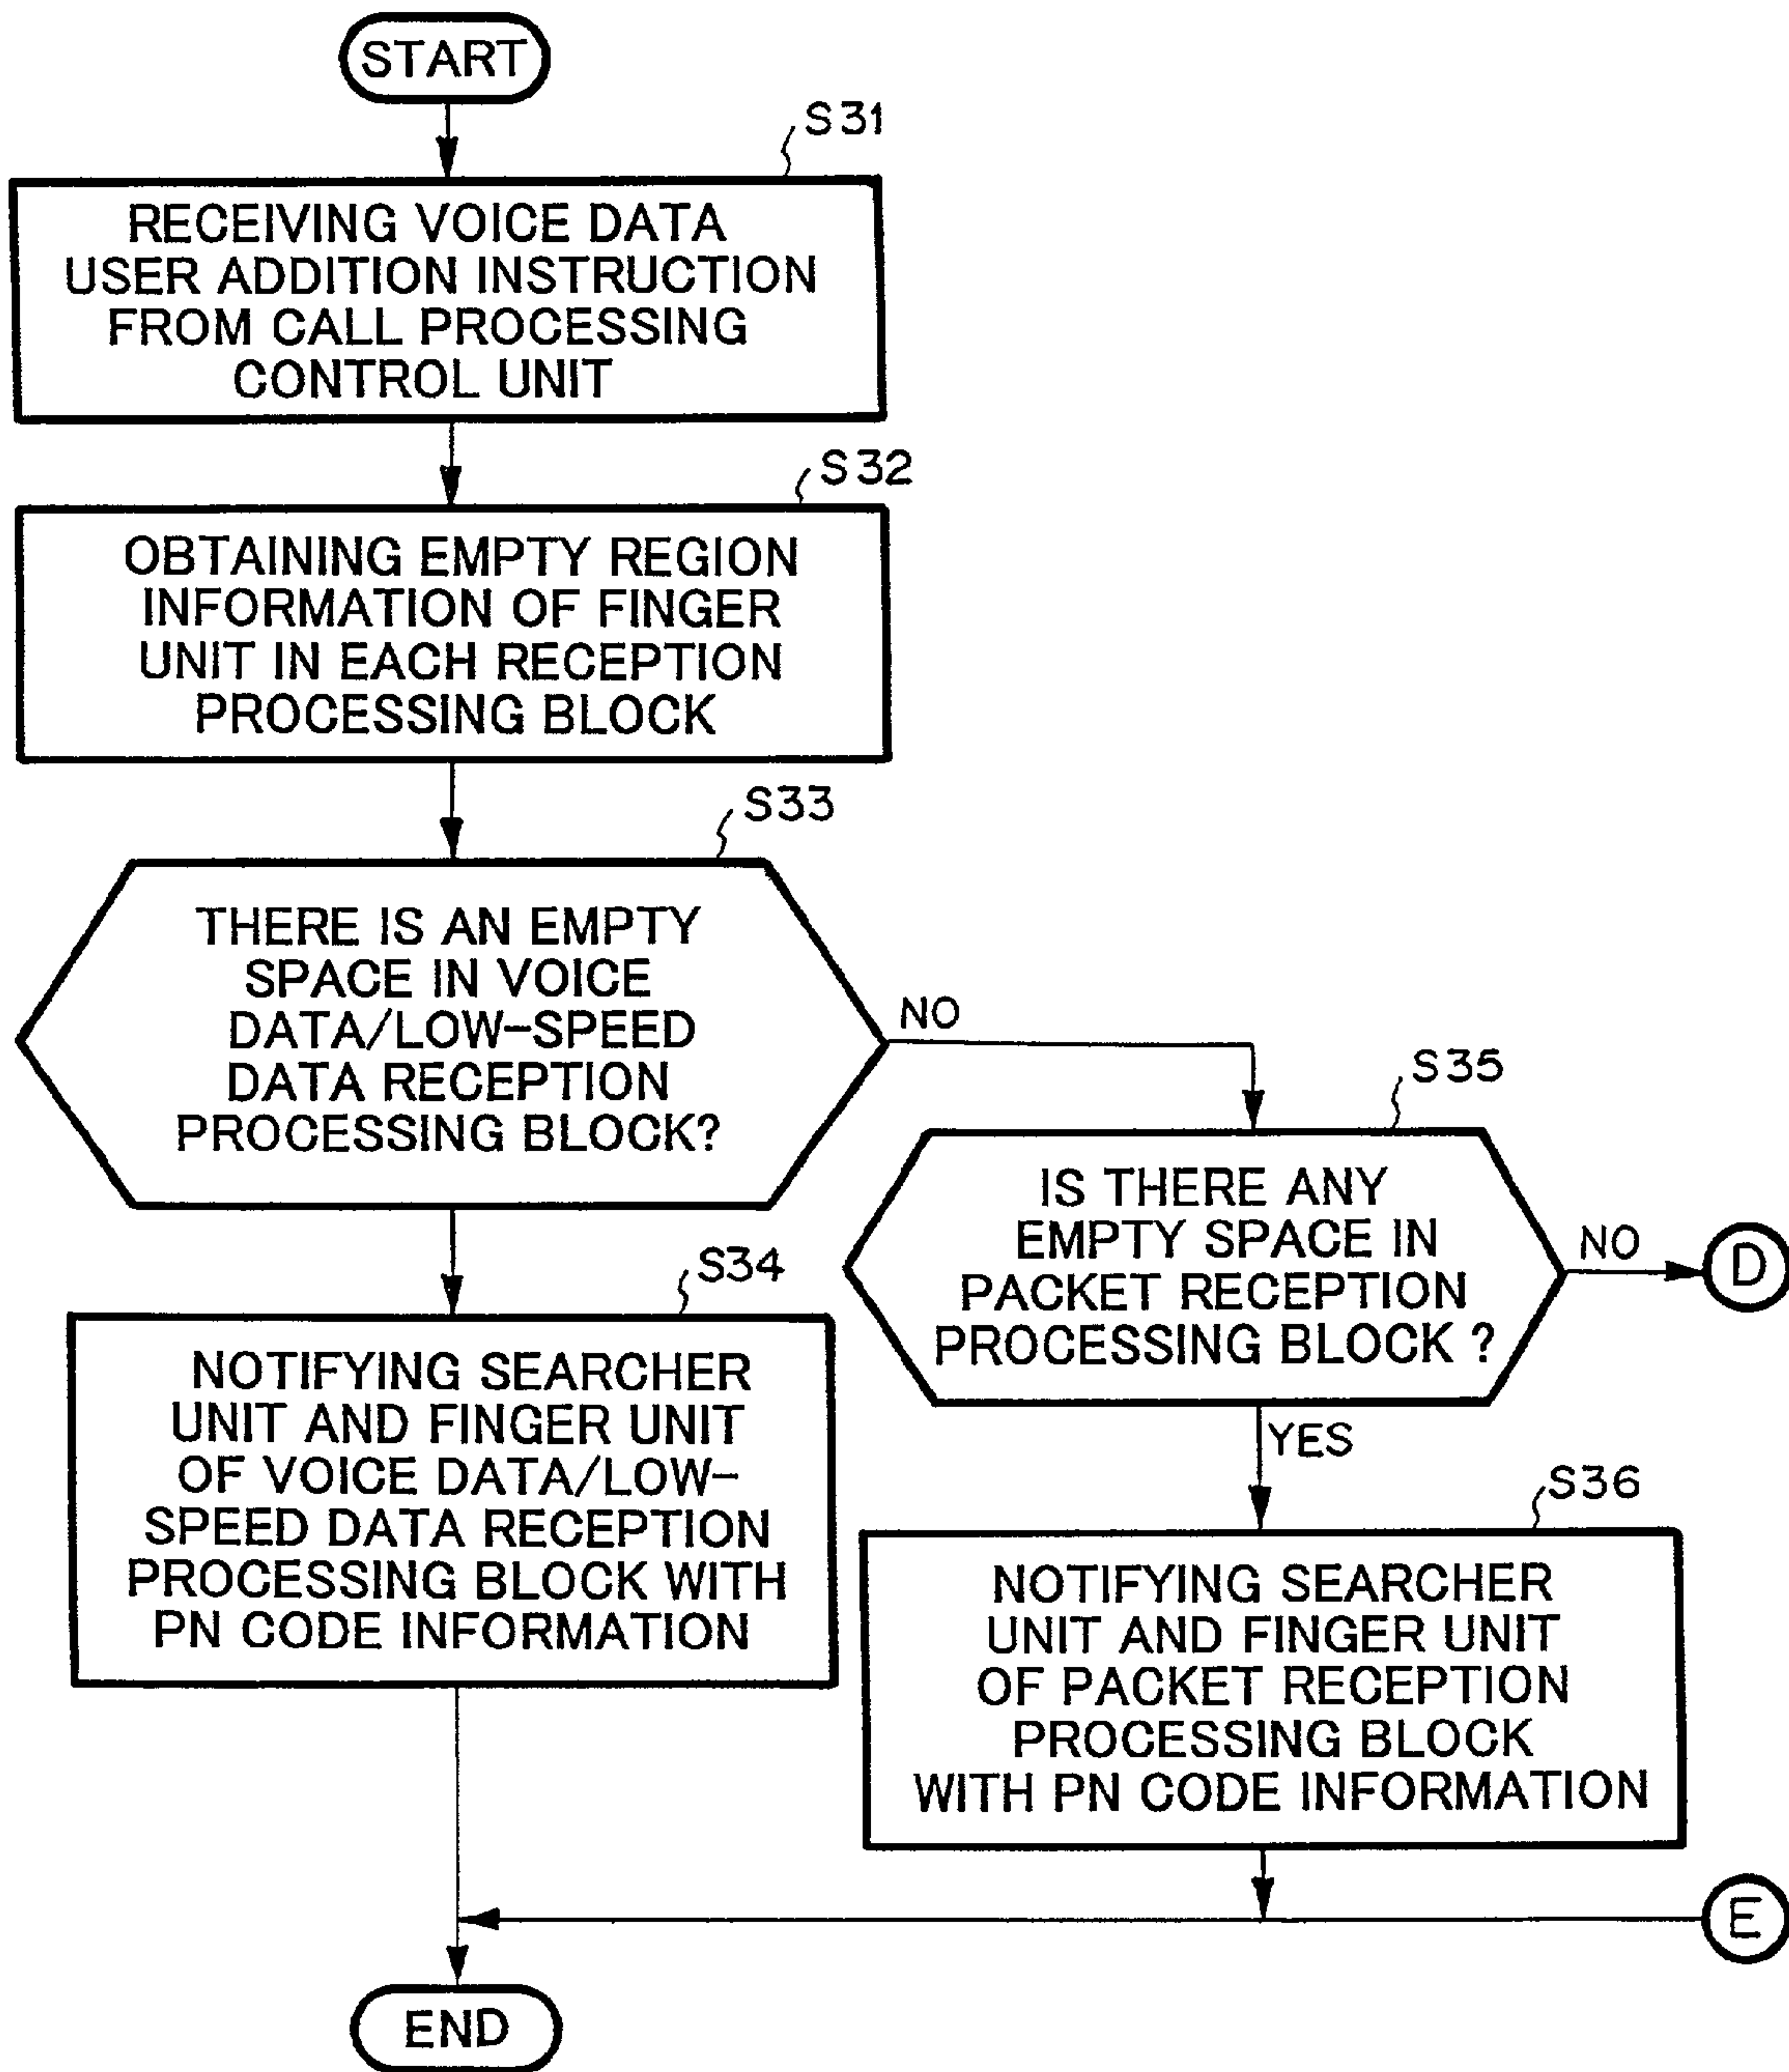 START
S31
RECEIVING VOICE DATA
USER ADDITION INSTRUCTION
FROM CALL PROCESSING
CONTROL UNIT
S32
OBTAINING EMPTY REGION
INFORMATION OF FINGER
UNIT IN EACH RECEPTION
PROCESSING BLOCK
S33
THERE IS AN EMPTY
SPACE IN VOICE
DATA/LOW-SPEED
DATA RECEPTION
PROCESSING BLOCK?
NO
S35
IS THERE ANY
EMPTY SPACE IN
PACKET RECEPTION
PROCESSING BLOCK ?
NO
D
YES
S34
NOTIFYING SEARCHER
UNIT AND FINGER UNIT
OF VOICE DATA/LOW-
SPEED DATA RECEPTION
PROCESSING BLOCK WITH
PN CODE INFORMATION
S36
NOTIFYING SEARCHER
UNIT AND FINGER UNIT
OF PACKET RECEPTION
PROCESSING BLOCK
WITH PN CODE INFORMATION
E
END